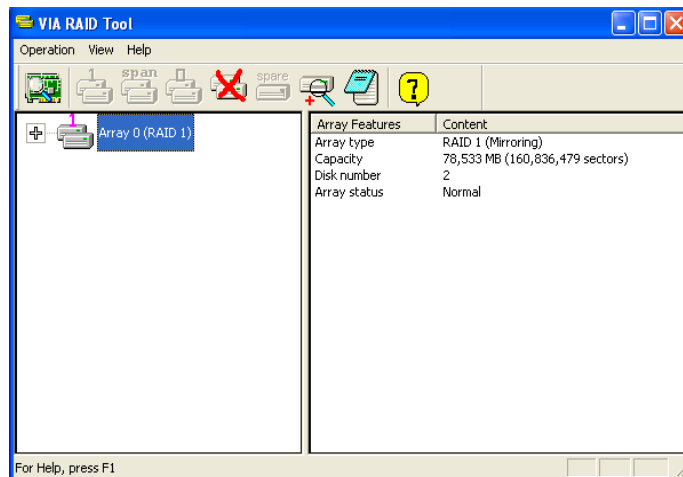 VIA RAID Tool
Operation View Help
1 span spare ?
1
Array 0 (RAID 1)
Array Features Content
Array type RAID 1 (Mirroring)
Capacity 78,533 MB (160,836,479 sectors)
Disk number 2
Array status Normal
For Help, press F1